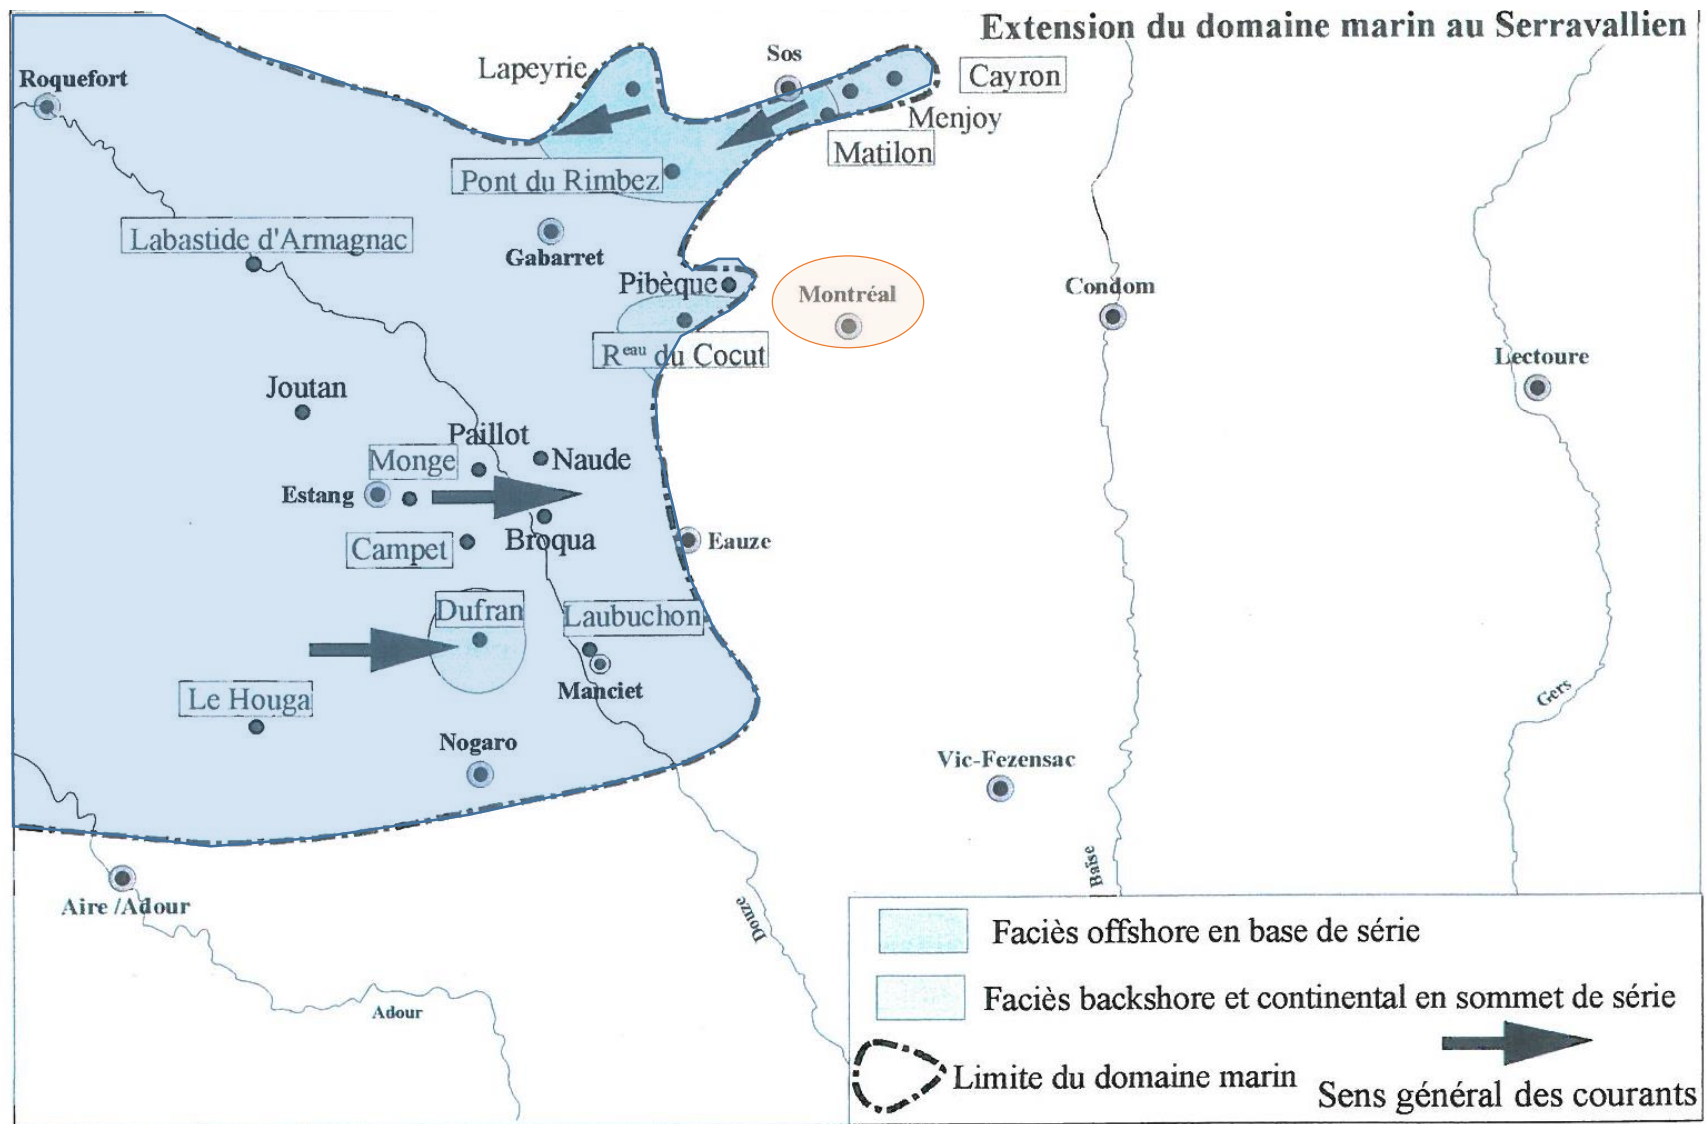 Extension du domaine marin au Serravallien
Sos
Lapeyrie
Roquefort
Cayron
Menjoy
Matilon
Pont du Rimbez
Labastide d'Armagnac
Gabarret
Pibèque
Montréal
Condom
Reau du Cocut
Lectoure
Joutan
Paillot
Monge
Naude
Estang
Broqua
Campet
Eauze
Dufran
Laubuchon
Manciet
Le Houga
Gers
Nogaro
Vic-Fezensac
Baïse
Aire /Adour
Douze
Adour
Faciès offshore en base de série
Faciès backshore et continental en sommet de série
Limite du domaine marin
Sens général des courants